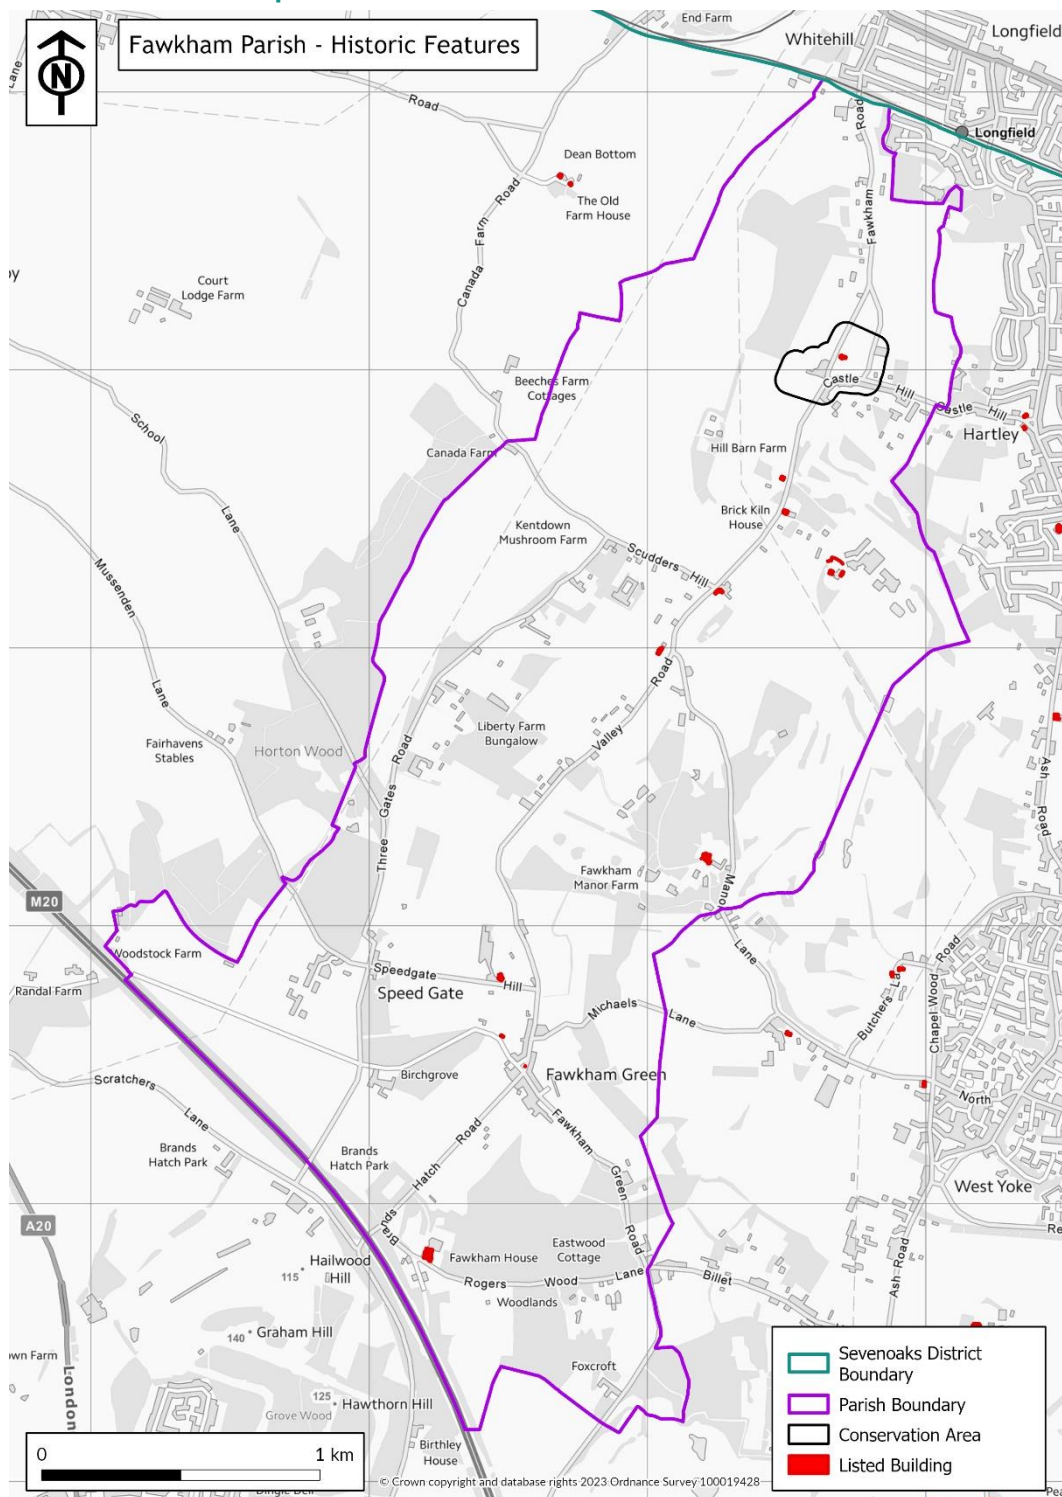 Fawkham Parish - Historic Features
N
End Farm
Whitehill
Longfield
Lane
Road
Road
Longfield
Dean Bottom
The Old
Farm House
Canada Farm Road
Fawkham
Court
Lodge Farm
Beeches Farm
Cottages
Castle Hill
Castle Hill
Hartley
School
Lane
Canada Farm
Hill Barn Farm
Brick Kiln
House
Kentdown
Mushroom Farm
Scudders Hill
Mussenden
Lane
Fairhavens
Stables
Horton Wood
Liberty Farm
Bungalow
Valley Road
Three Gates Road
Ash Road
Fawkham
Manor Farm
Manor
Lane
M20
Woodstock Farm
Randal Farm
Speedgate Hill
Speed Gate
Michaels Lane
Butchers La
Chapel Wood Road
Scratchers
Lane
Birchgrove
Fawkham Green
North
Brands
Hatch Park
Brands
Hatch Park
Brands Hatch Road
Fawkham
Green
Road
West Yoke
Re
A20
Hailwood
Hill
115
Fawkham House
Eastwood
Cottage
Rogers Wood Lane
Billet
Ash Road
Woodlands
140
Graham Hill
own Farm
London
Foxcroft
125
Hawthorn Hill
Grove Wood
Birthley
House
Sevenoaks District
Boundary
Parish Boundary
Conservation Area
Listed Building
0 1 km
© Crown copyright and database rights 2023 Ordnance Survey 100019428